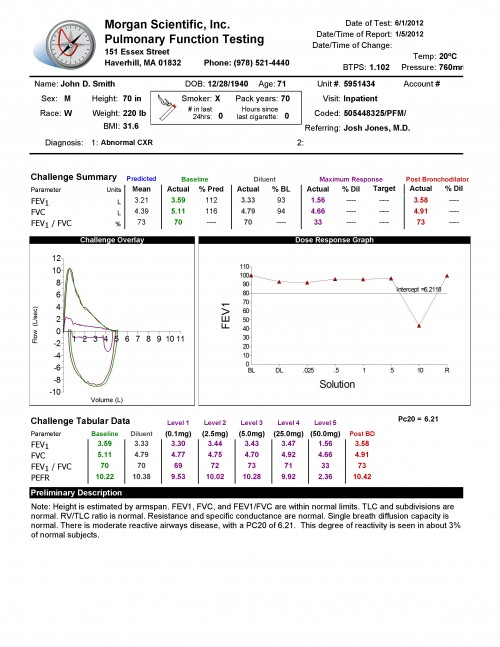 Morgan Scientific, Inc.
Pulmonary Function Testing
151 Essex Street
Haverhill, MA 01832 Phone: (978) 521-4440
Date of Test: 6/1/2012
Date/Time of Report: 1/5/2012
Date/Time of Change:
Temp: 20ºC
BTPS: 1.102 Pressure: 760mm
Name: John D. Smith DOB: 12/28/1940 Age: 71 Unit #. 5951434 Account #
Sex: M Height: 70 in Smoker: X Pack years: 70 Visit: Inpatient
Race: W Weight: 220 lb # in last 24hrs: 0 Hours since last cigarette: 0 Coded: 505448325/PFM/
BMI: 31.6 Referring: Josh Jones, M.D.
Diagnosis: 1: Abnormal CXR 2:
Challenge Summary Predicted Baseline Diluent Maximum Response Post Bronchodilator
Parameter Units Mean Actual % Pred Actual % BL Actual % Dil Target Actual % Dil
FEV1 L 3.21 3.59 112 3.33 93 1.56 ---- ---- 3.58 ----
FVC L 4.39 5.11 116 4.79 94 4.66 ---- ---- 4.91 ----
FEV1 / FVC % 73 70 ---- 70 ---- 33 ---- ---- 73 ----
Challenge Overlay Dose Response Graph
12
10
8
6
4
2
0
-2
-4
-6
-8
-10
1 2 3 4 5 6 7 8 9 10 11
Flow (L/sec)
Volume (L)
110
100
90
80
70
60
50
40
30
20
10
0
FEV1
Intercept =6.2118
BL DL .025 .5 1 5 10 R
Solution
Challenge Tabular Data Level 1 Level 2 Level 3 Level 4 Level 5 Pc20 = 6.21
Parameter Baseline Diluent (0.1mg) (2.5mg) (5.0mg) (25.0mg) (50.0mg) Post BD
FEV1 3.59 3.33 3.30 3.44 3.43 3.47 1.56 3.58
FVC 5.11 4.79 4.77 4.75 4.70 4.92 4.66 4.91
FEV1 / FVC 70 70 69 72 73 71 33 73
PEFR 10.22 10.38 9.53 10.02 10.28 9.92 2.36 10.42
Preliminary Description
Note: Height is estimated by armspan. FEV1, FVC, and FEV1/FVC are within normal limits. TLC and subdivisions are
normal. RV/TLC ratio is normal. Resistance and specific conductance are normal. Single breath diffusion capacity is
normal. There is moderate reactive airways disease, with a PC20 of 6.21. This degree of reactivity is seen in about 3%
of normal subjects.